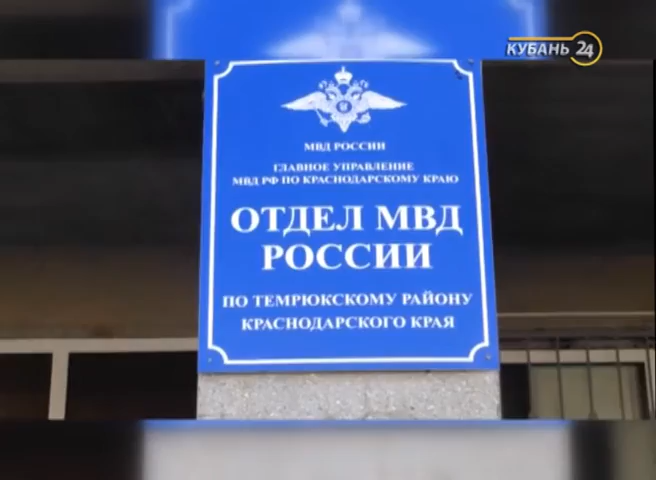 КУБАНЬ 24
МВД РОССИИ
ГЛАВНОЕ УПРАВЛЕНИЕ
МВД РФ ПО КРАСНОДАРСКОМУ КРАЮ
ОТДЕЛ МВД
РОССИИ
ПО ТЕМРЮКСКОМУ РАЙОНУ
КРАСНОДАРСКОГО КРАЯ